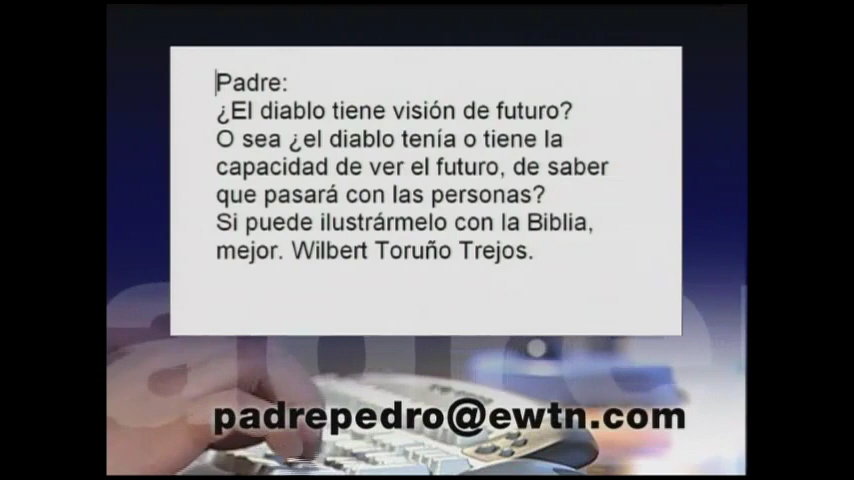 Padre:
¿El diablo tiene visión de futuro?
O sea ¿el diablo tenía o tiene la
capacidad de ver el futuro, de saber
que pasará con las personas?
Si puede ilustrármelo con la Biblia,
mejor. Wilbert Toruño Trejos.
padrepedro@ewtn.com